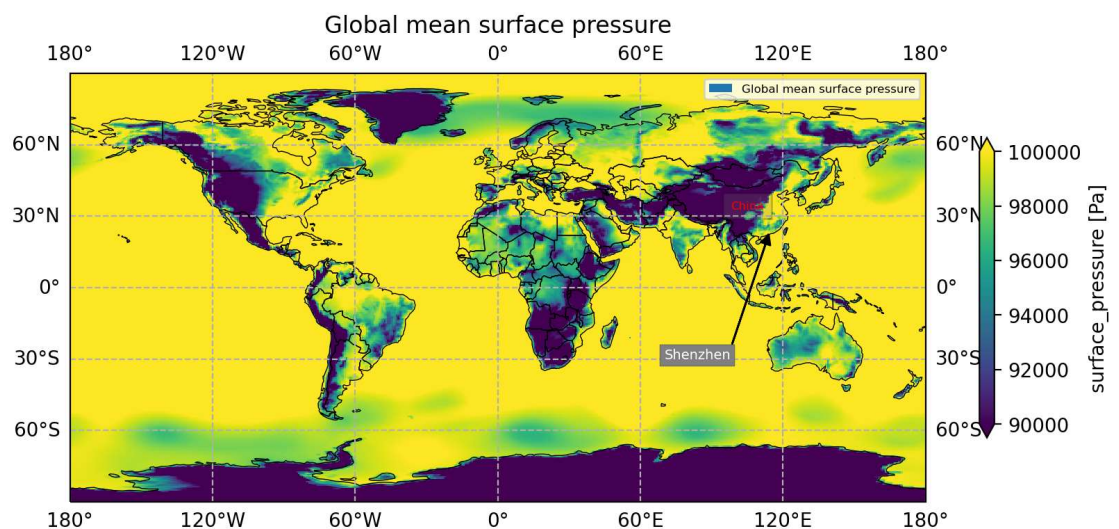 Global mean surface pressure
180° 120°W 60°W 0° 60°E 120°E 180°
Global mean surface pressure
60°N 60°N 100000
China
30°N 30°N 98000
96000
0° 0°
94000
Shenzhen
30°S 30°S 92000
60°S 60°S 90000
surface_pressure [Pa]
180° 120°W 60°W 0° 60°E 120°E 180°